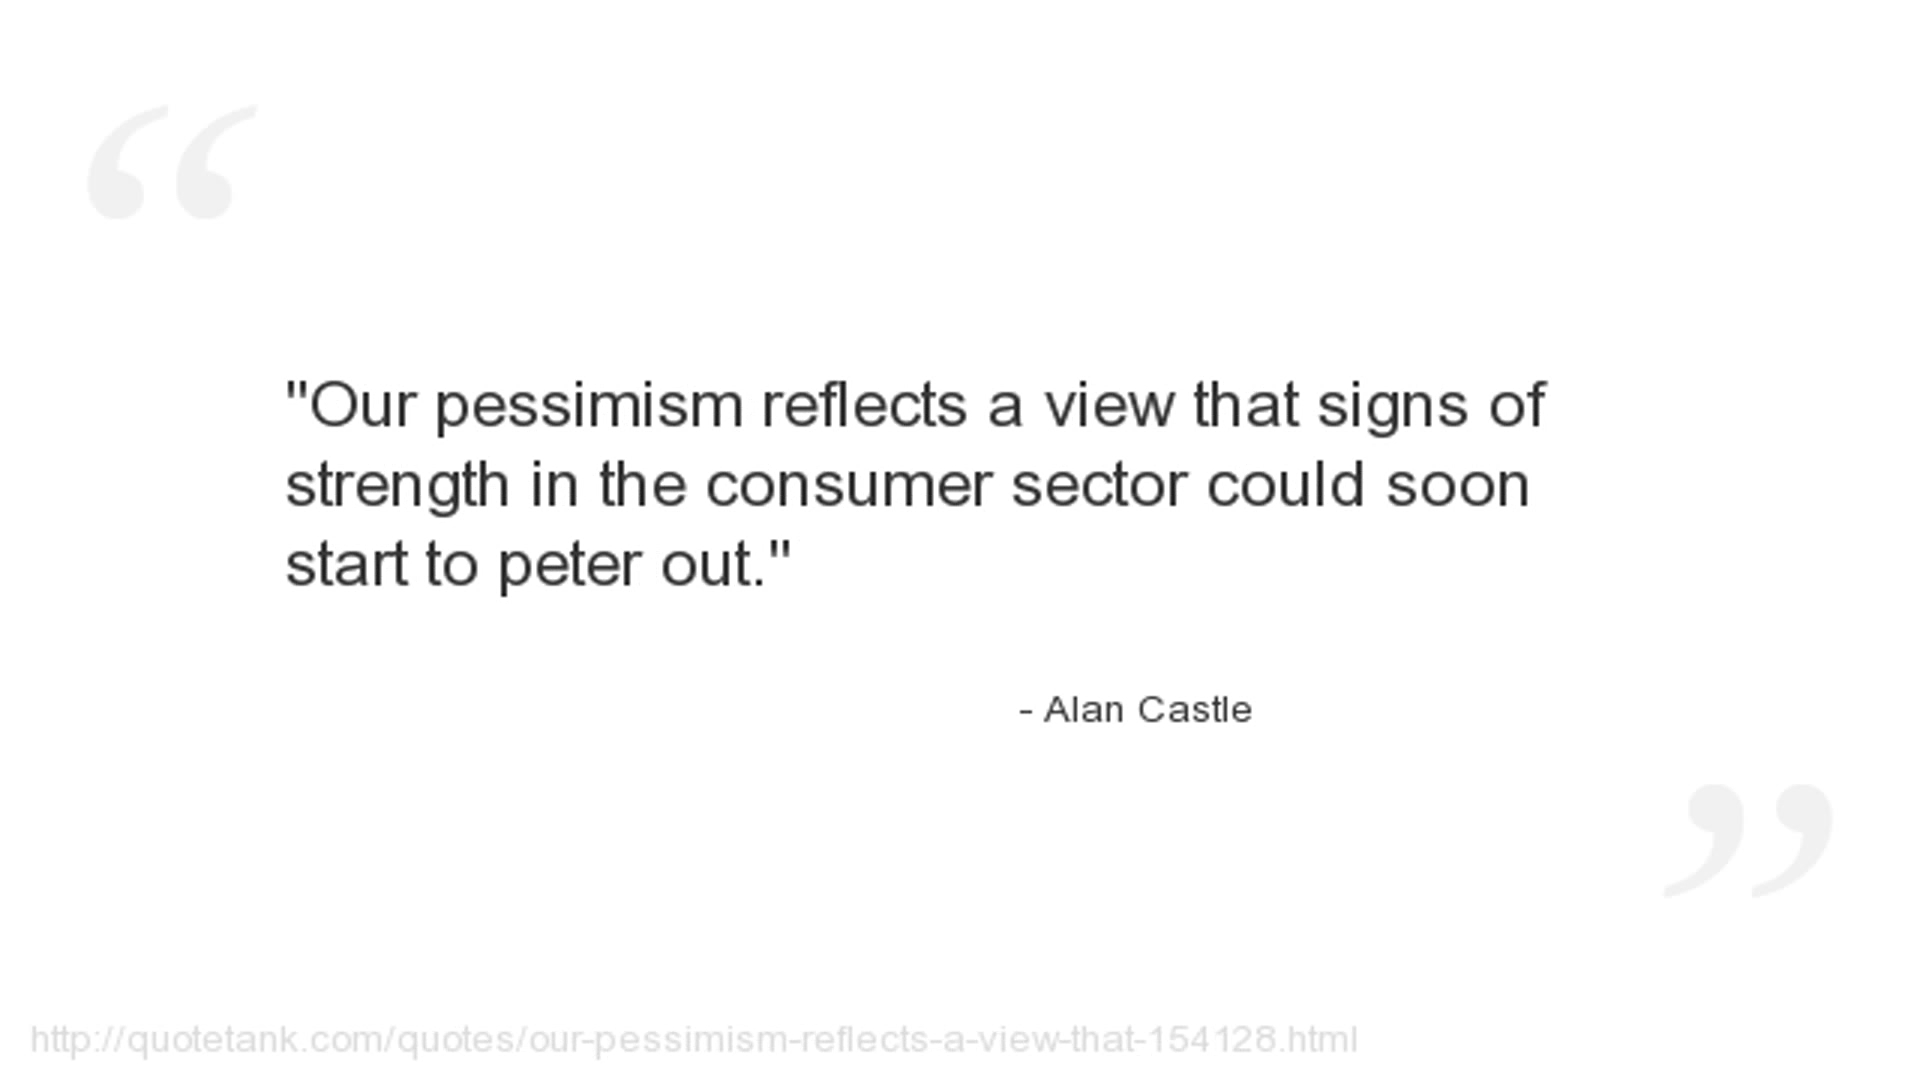 "Our pessimism reflects a view that signs of
strength in the consumer sector could soon
start to peter out."
- Alan Castle
http://quotetank.com/quotes/our-pessimism-reflects-a-view-that-154128.html